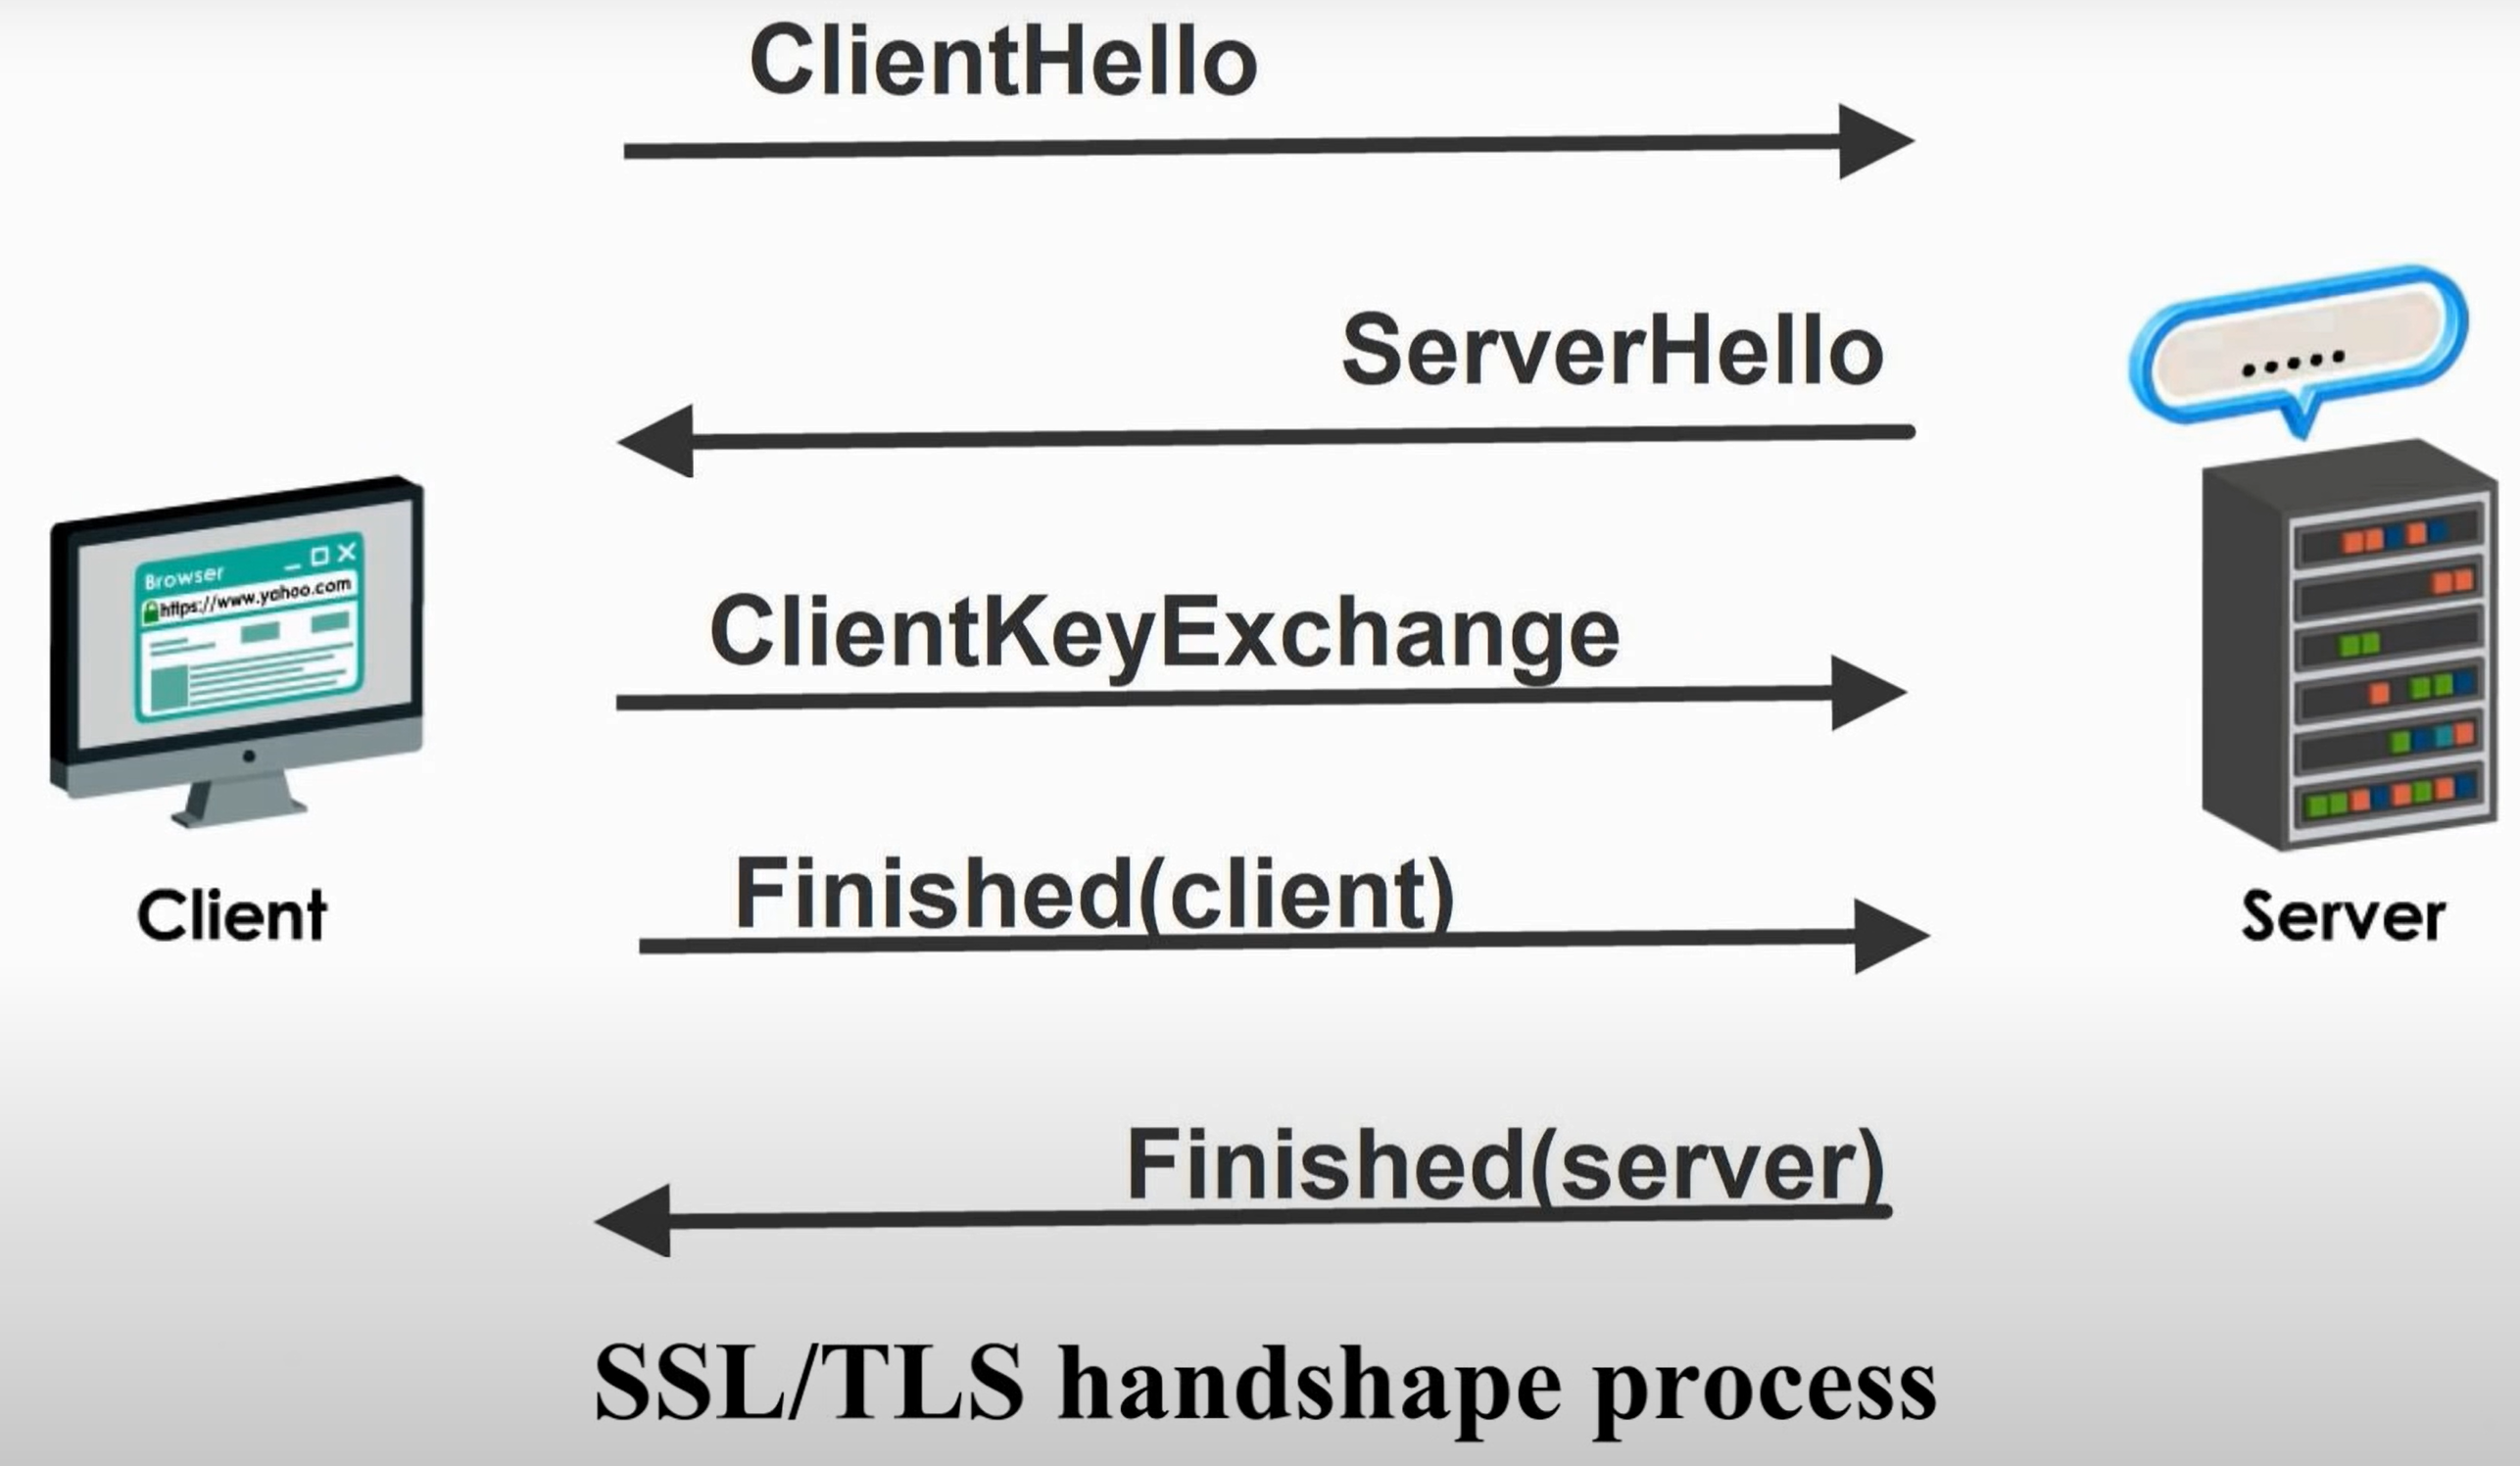 ClientHello
ServerHello
Browser
https://www.yahoo.com
ClientKeyExchange
Finished(client)
Client
Server
Finished(server)
SSL/TLS handshape process